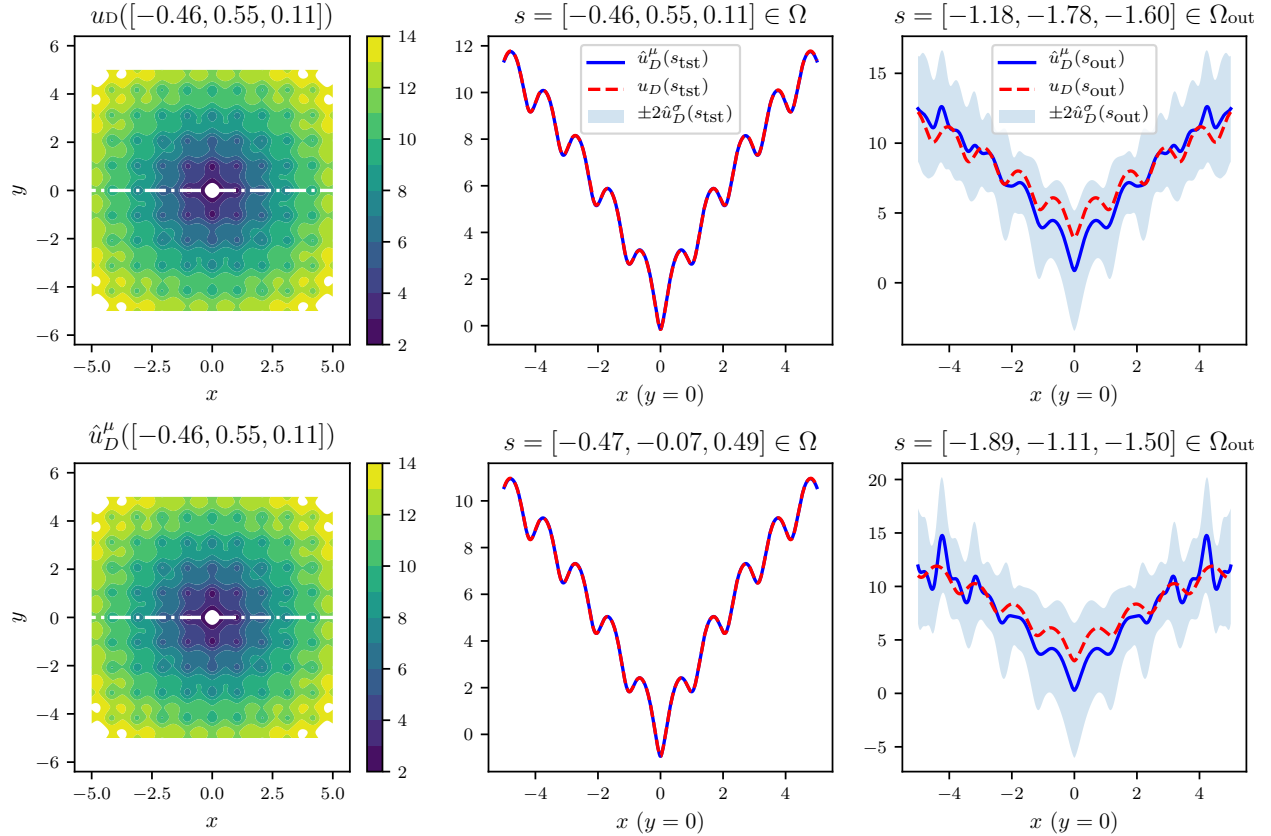 u_D([−0.46, 0.55, 0.11])
6
4
2
0
−2
−4
−6
y
−5.0 −2.5 0.0 2.5 5.0
x
14
12
10
8
6
4
2
s = [−0.46, 0.55, 0.11] ∈ Ω
12
10
8
6
4
2
0
û_D^μ(s_tst)
u_D(s_tst)
±2û_D^σ(s_tst)
−4 −2 0 2 4
x (y = 0)
s = [−1.18, −1.78, −1.60] ∈ Ω_out
15
10
5
0
û_D^μ(s_out)
u_D(s_out)
±2û_D^σ(s_out)
−4 −2 0 2 4
x (y = 0)
û_D^μ([−0.46, 0.55, 0.11])
6
4
2
0
−2
−4
−6
y
−5.0 −2.5 0.0 2.5 5.0
x
14
12
10
8
6
4
2
s = [−0.47, −0.07, 0.49] ∈ Ω
10
8
6
4
2
0
−4 −2 0 2 4
x (y = 0)
s = [−1.89, −1.11, −1.50] ∈ Ω_out
20
15
10
5
0
−5
−4 −2 0 2 4
x (y = 0)